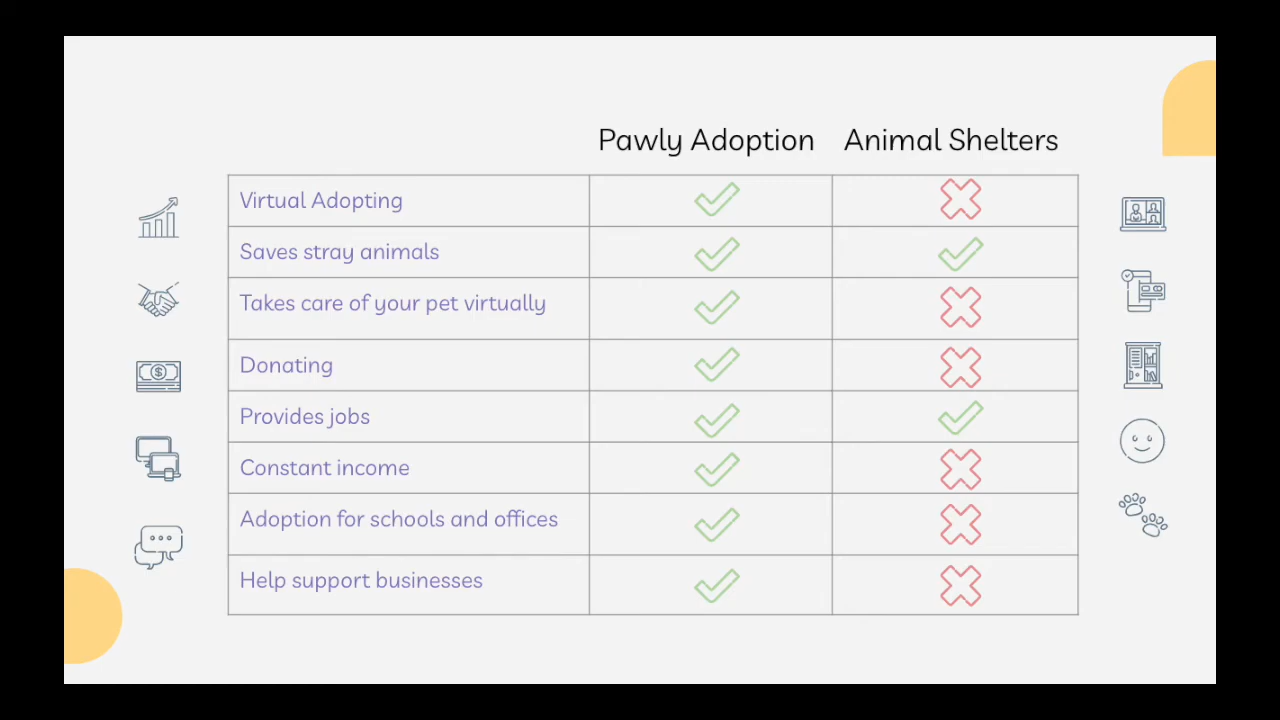 Pawly Adoption Animal Shelters
Virtual Adopting
Saves stray animals
Takes care of your pet virtually
Donating
Provides jobs
Constant income
Adoption for schools and offices
Help support businesses